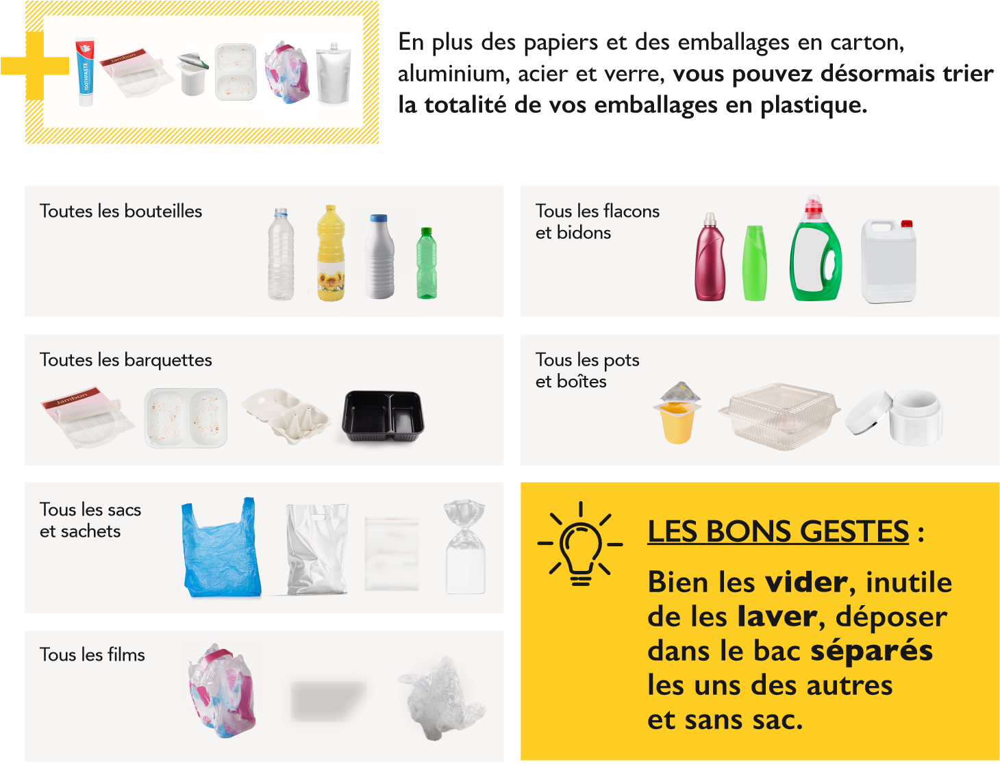 TOOTHPASTE
Jambon
En plus des papiers et des emballages en carton,
aluminium, acier et verre, vous pouvez désormais trier
la totalité de vos emballages en plastique.
Toutes les bouteilles
Tous les flacons
et bidons
Toutes les barquettes
Jambon
Tous les pots
et boîtes
Tous les sacs
et sachets
LES BONS GESTES :
Bien les vider, inutile
de les laver, déposer
dans le bac séparés
les uns des autres
et sans sac.
Tous les films